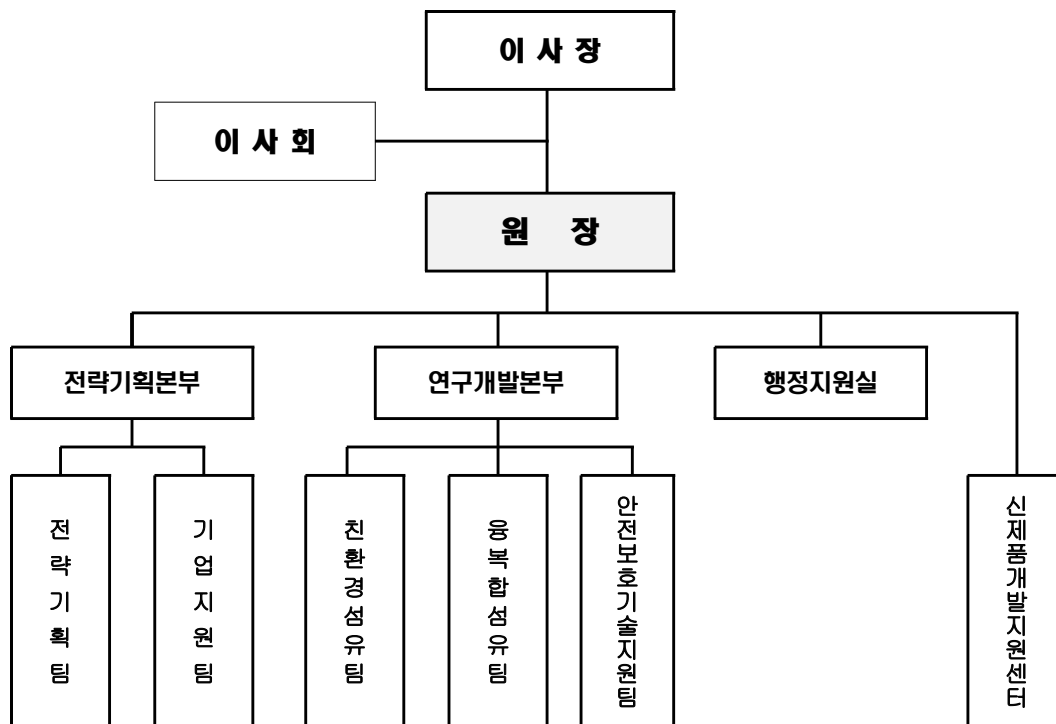 이 사 장
이 사 회
원 장
전략기획본부
연구개발본부
행정지원실
전략기획팀
기업지원팀
친환경섬유팀
융복합섬유팀
안전보호기술지원팀
신제품개발지원센터